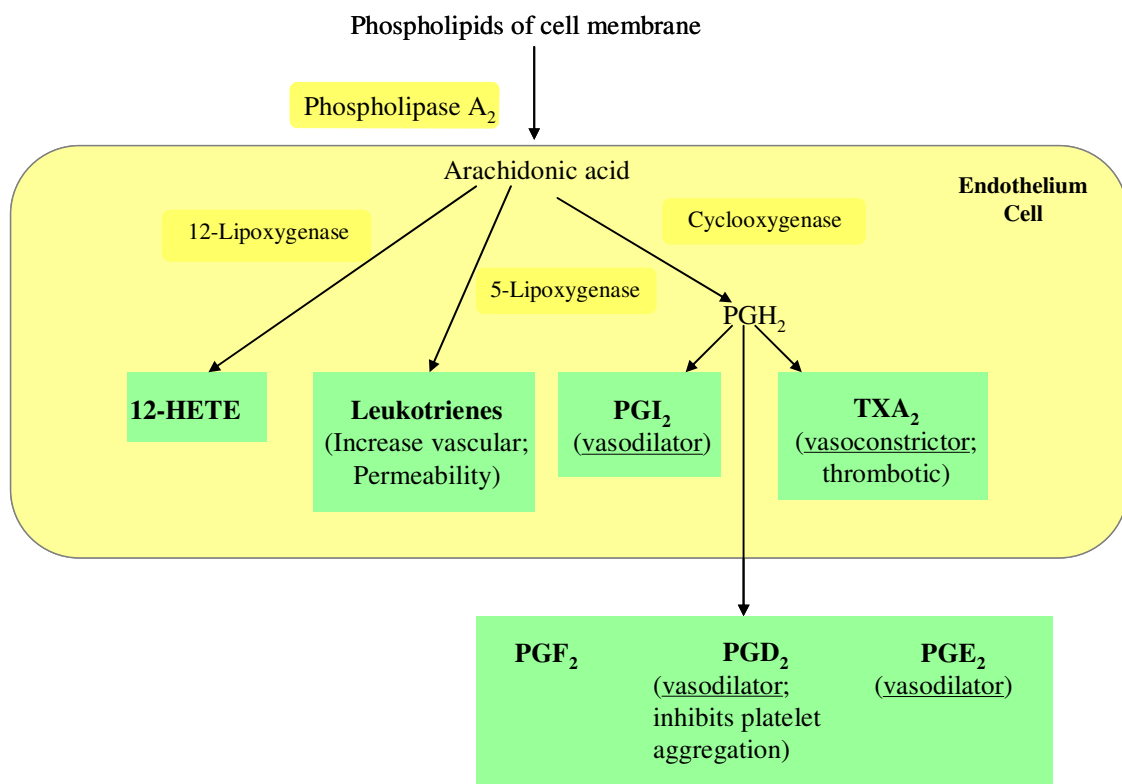 Phospholipids of cell membrane
Phospholipase A₂
Arachidonic acid
Endothelium
Cell
12-Lipoxygenase
Cyclooxygenase
5-Lipoxygenase
PGH₂
12-HETE
Leukotrienes
(Increase vascular;
Permeability)
PGI₂
(vasodilator)
TXA₂
(vasoconstrictor;
thrombotic)
PGF₂
PGD₂
(vasodilator;
inhibits platelet
aggregation)
PGE₂
(vasodilator)